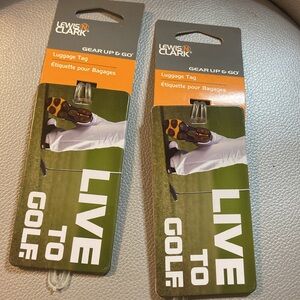 LEWIS N. CLARK
GEAR UP & GO
Luggage Tag
Étiquette pour Bagages
LIVE
TO
GOLF.
LEWIS N. CLARK
GEAR UP & GO
Luggage Tag
Étiquette pour Bagages
LIVE
TO
GOLF.